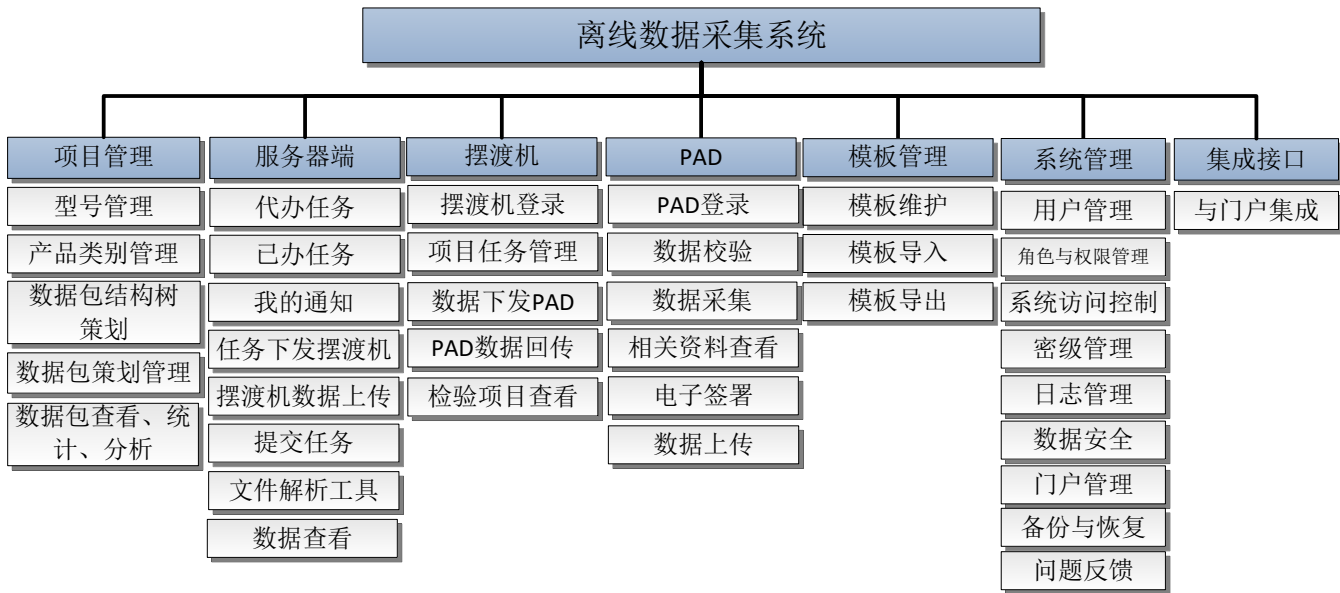 离线数据采集系统
项目管理
型号管理
产品类别管理
数据包结构树
策划
数据包策划管理
数据包查看、统
计、分析
服务器端
代办任务
已办任务
我的通知
任务下发摆渡机
摆渡机数据上传
提交任务
文件解析工具
数据查看
摆渡机
摆渡机登录
项目任务管理
数据下发PAD
PAD数据回传
检验项目查看
PAD
PAD登录
数据校验
数据采集
相关资料查看
电子签署
数据上传
模板管理
模板维护
模板导入
模板导出
系统管理
用户管理
角色与权限管理
系统访问控制
密级管理
日志管理
数据安全
门户管理
备份与恢复
问题反馈
集成接口
与门户集成